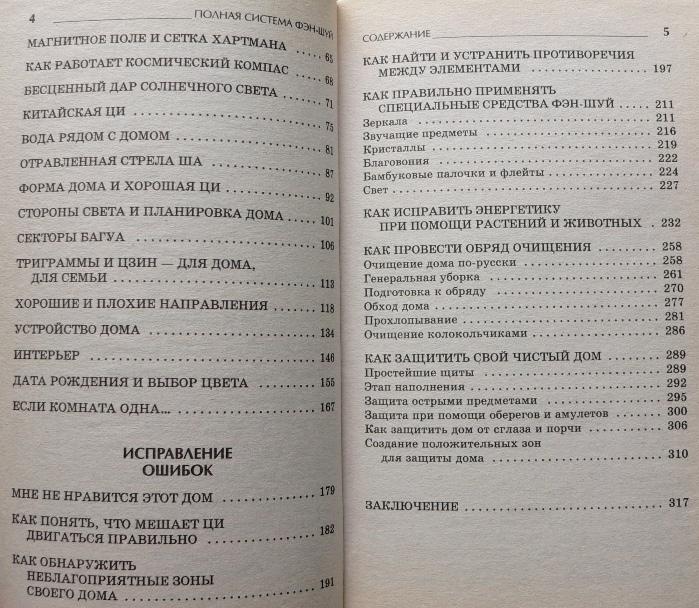 4 ПОЛНАЯ СИСТЕМА ФЭН-ШУЙ
МАГНИТНОЕ ПОЛЕ И СЕТКА ХАРТМАНА . . . . 65
КАК РАБОТАЕТ КОСМИЧЕСКИЙ КОМПАС . . . . 68
БЕСЦЕННЫЙ ДАР СОЛНЕЧНОГО СВЕТА . . . . 71
КИТАЙСКАЯ ЦИ . . . . 75
ВОДА РЯДОМ С ДОМОМ . . . . 81
ОТРАВЛЕННАЯ СТРЕЛА ША . . . . 87
ФОРМА ДОМА И ХОРОШАЯ ЦИ . . . . 92
СТОРОНЫ СВЕТА И ПЛАНИРОВКА ДОМА . . . . 101
СЕКТОРЫ БАГУА . . . . 106
ТРИГРАММЫ И ЦЗИН — ДЛЯ ДОМА,
ДЛЯ СЕМЬИ . . . . 113
ХОРОШИЕ И ПЛОХИЕ НАПРАВЛЕНИЯ . . . . 118
УСТРОЙСТВО ДОМА . . . . 134
ИНТЕРЬЕР . . . . 146
ДАТА РОЖДЕНИЯ И ВЫБОР ЦВЕТА . . . . 155
ЕСЛИ КОМНАТА ОДНА... . . . . 167
ИСПРАВЛЕНИЕ
ОШИБОК
МНЕ НЕ НРАВИТСЯ ЭТОТ ДОМ . . . . 179
КАК ПОНЯТЬ, ЧТО МЕШАЕТ ЦИ
ДВИГАТЬСЯ ПРАВИЛЬНО . . . . 182
КАК ОБНАРУЖИТЬ
НЕБЛАГОПРИЯТНЫЕ ЗОНЫ
СВОЕГО ДОМА . . . . 191
СОДЕРЖАНИЕ 5
КАК НАЙТИ И УСТРАНИТЬ ПРОТИВОРЕЧИЯ
МЕЖДУ ЭЛЕМЕНТАМИ . . . . 197
КАК ПРАВИЛЬНО ПРИМЕНЯТЬ
СПЕЦИАЛЬНЫЕ СРЕДСТВА ФЭН-ШУЙ . . . . 211
Зеркала . . . . 211
Звучащие предметы . . . . 216
Кристаллы . . . . 219
Благовония . . . . 222
Бамбуковые палочки и флейты . . . . 224
Свет . . . . 227
КАК ИСПРАВИТЬ ЭНЕРГЕТИКУ
ПРИ ПОМОЩИ РАСТЕНИЙ И ЖИВОТНЫХ . . . . 232
КАК ПРОВЕСТИ ОБРЯД ОЧИЩЕНИЯ . . . . 258
Очищение дома по-русски . . . . 258
Генеральная уборка . . . . 261
Подготовка к обряду . . . . 270
Обход дома . . . . 277
Прохлопывание . . . . 281
Очищение колокольчиками . . . . 286
КАК ЗАЩИТИТЬ СВОЙ ЧИСТЫЙ ДОМ . . . . 289
Простейшие щиты . . . . 289
Этап наполнения . . . . 292
Защита острыми предметами . . . . 295
Защита при помощи оберегов и амулетов . . . . 300
Как защитить дом от сглаза и порчи . . . . 306
Создание положительных зон
для защиты дома . . . . 310
ЗАКЛЮЧЕНИЕ . . . . 317